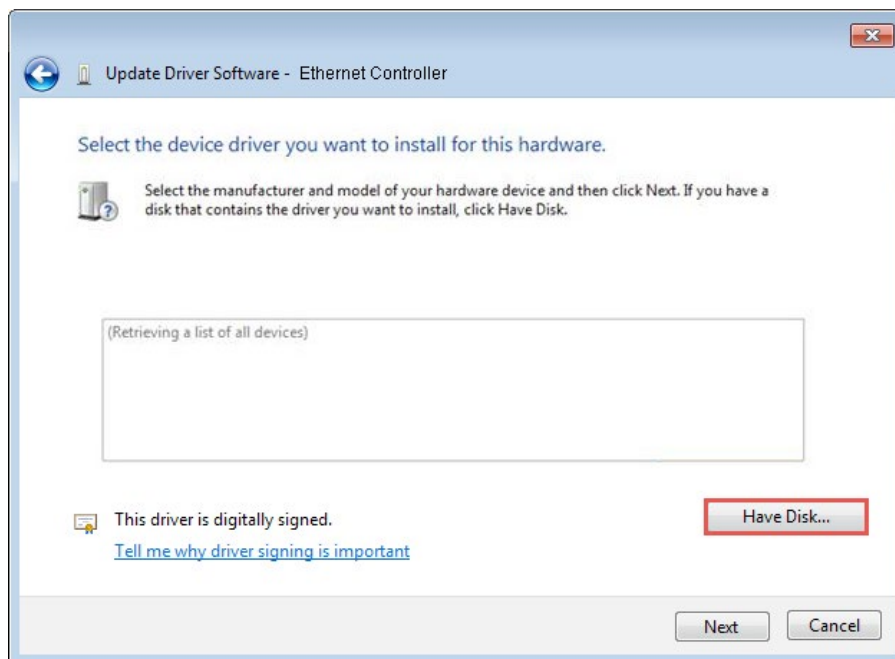 Update Driver Software - Ethernet Controller
Select the device driver you want to install for this hardware.
Select the manufacturer and model of your hardware device and then click Next. If you have a
disk that contains the driver you want to install, click Have Disk.
(Retrieving a list of all devices)
This driver is digitally signed.
Have Disk...
Tell me why driver signing is important
Next
Cancel